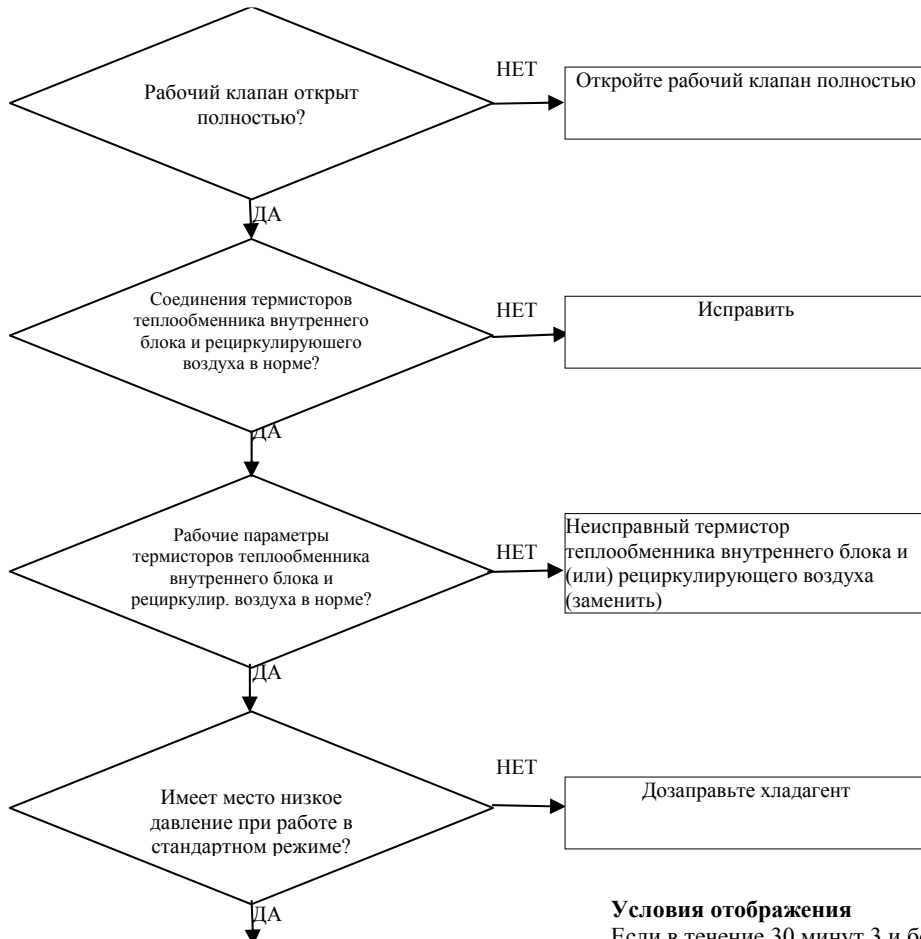 Рабочий клапан открыт
полностью?
НЕТ
Откройте рабочий клапан полностью
ДА
Соединения термисторов
теплообменника внутреннего
блока и рециркулируюшего
воздуха в норме?
НЕТ
Исправить
ДА
Рабочие параметры
термисторов теплообменника
внутреннего блока и
рециркулир. воздуха в норме?
НЕТ
Неисправный термистор
теплообменника внутреннего блока и
(или) рециркулирующего воздуха
(заменить)
ДА
Имеет место низкое
давление при работе в
стандартном режиме?
НЕТ
Дозаправьте хладагент
ДА
Условия отображения
Если в течение 30 минут 3 и